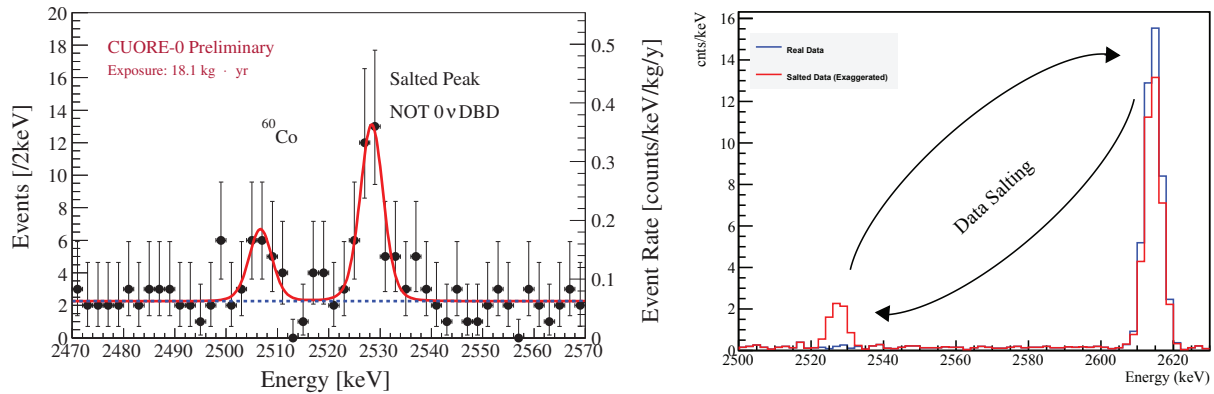 CUORE-0 Preliminary
Exposure: 18.1 kg · yr
Salted Peak
NOT 0νDBD
60Co
Events [/2keV]
20
18
16
14
12
10
8
6
4
2
0
2470 2480 2490 2500 2510 2520 2530 2540 2550 2560 2570
Energy [keV]
0.5
0.4
0.3
0.2
0.1
0
Event Rate [counts/keV/kg/y]
cnts/keV
16
14
12
10
8
6
4
2
0
Real Data
Salted Data (Exaggerated)
Data Salting
2500 2520 2540 2560 2580 2600 2620
Energy (keV)